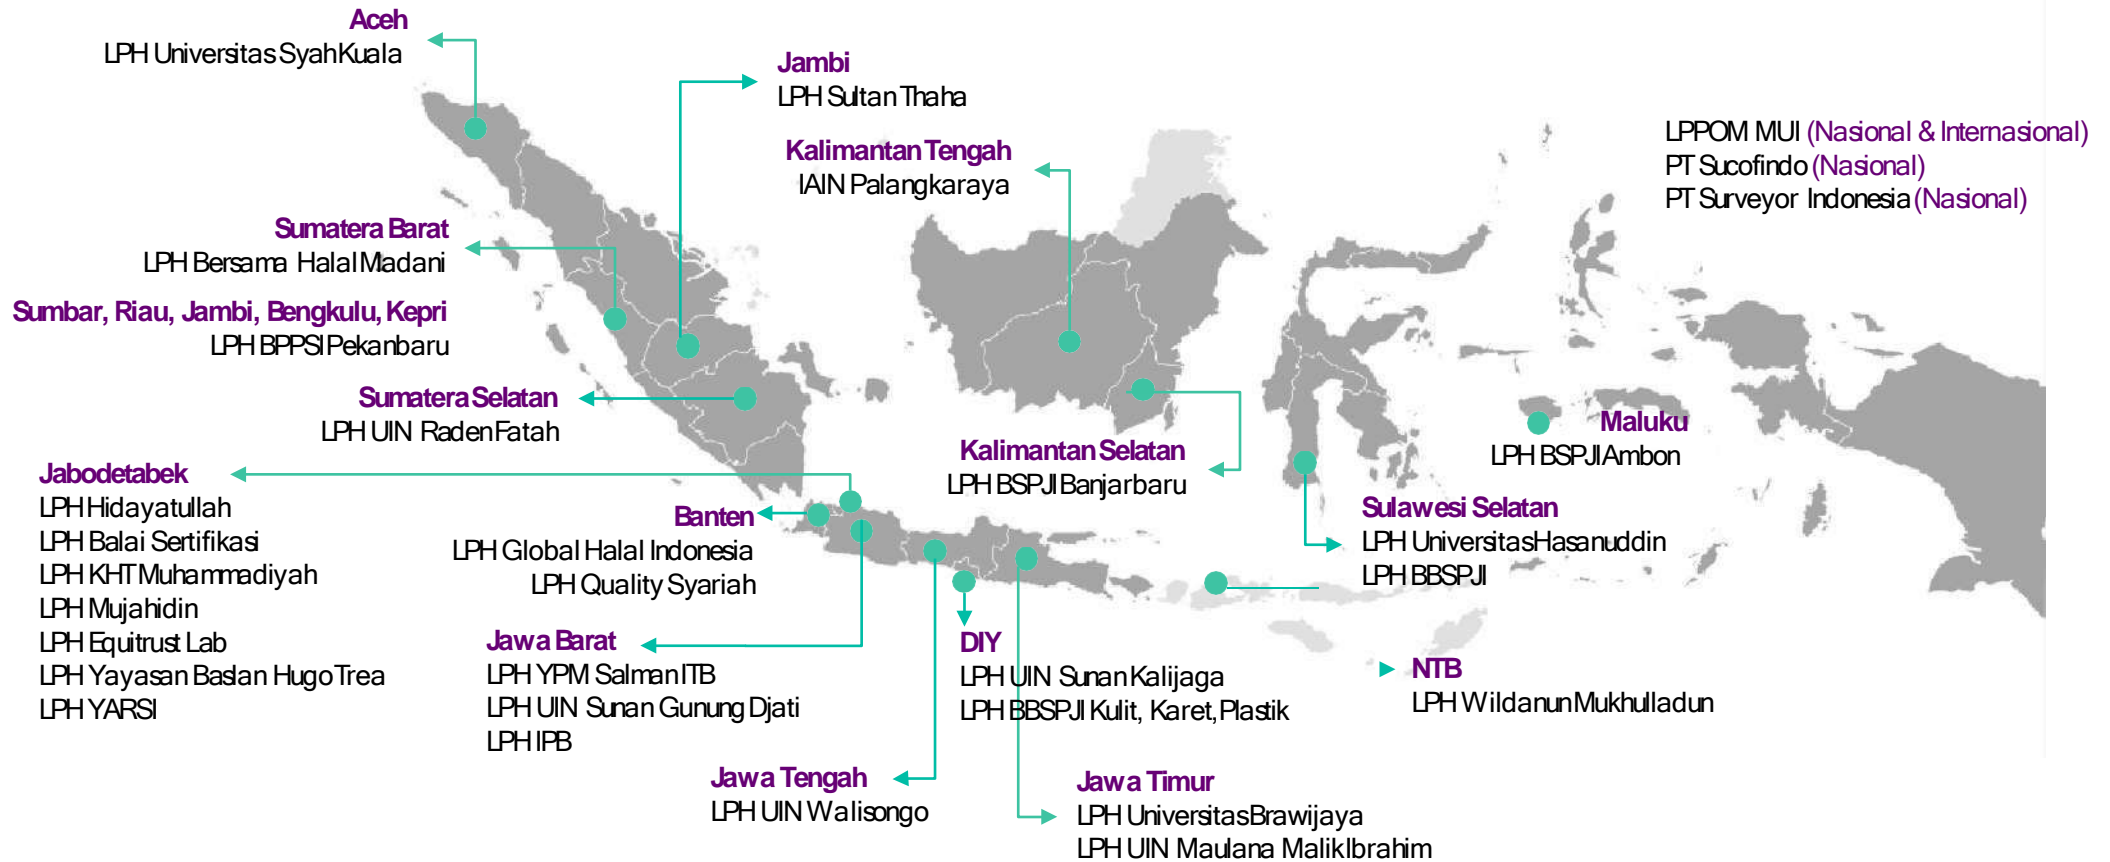 Aceh
LPH Universitas SyahKuala
Jambi
LPH Sultan Thaha
Kalimantan Tengah
IAIN Palangkaraya
LPPOM MUI (Nasional & Internasional)
PT Sucofindo (Nasional)
PT Surveyor Indonesia (Nasional)
Sumatera Barat
LPH Bersama Halal Madani
Sumbar, Riau, Jambi, Bengkulu, Kepri
LPH BPPSI Pekanbaru
Sumatera Selatan
LPH UIN Raden Fatah
Kalimantan Selatan
LPH BSPJI Banjarbaru
Maluku
LPH BSPJI Ambon
Jabodetabek
LPH Hidayatullah
LPH Balai Sertifikasi
LPH KHT Muhammadiyah
LPH Mujahidin
LPH Equitrust Lab
LPH Yayasan Baslan Hugo Trea
LPH YARSI
Banten
LPH Global Halal Indonesia
LPH Quality Syariah
Sulawesi Selatan
LPH Universitas Hasanuddin
LPH BBSPJI
Jawa Barat
LPH YPM Salman ITB
LPH UIN Sunan Gunung Djati
LPH IPB
DIY
LPH UIN Sunan Kalijaga
LPH BBSPJI Kulit, Karet, Plastik
NTB
LPH Wildanun Mukhulladun
Jawa Tengah
LPH UIN Walisongo
Jawa Timur
LPH Universitas Brawijaya
LPH UIN Maulana Malik Ibrahim